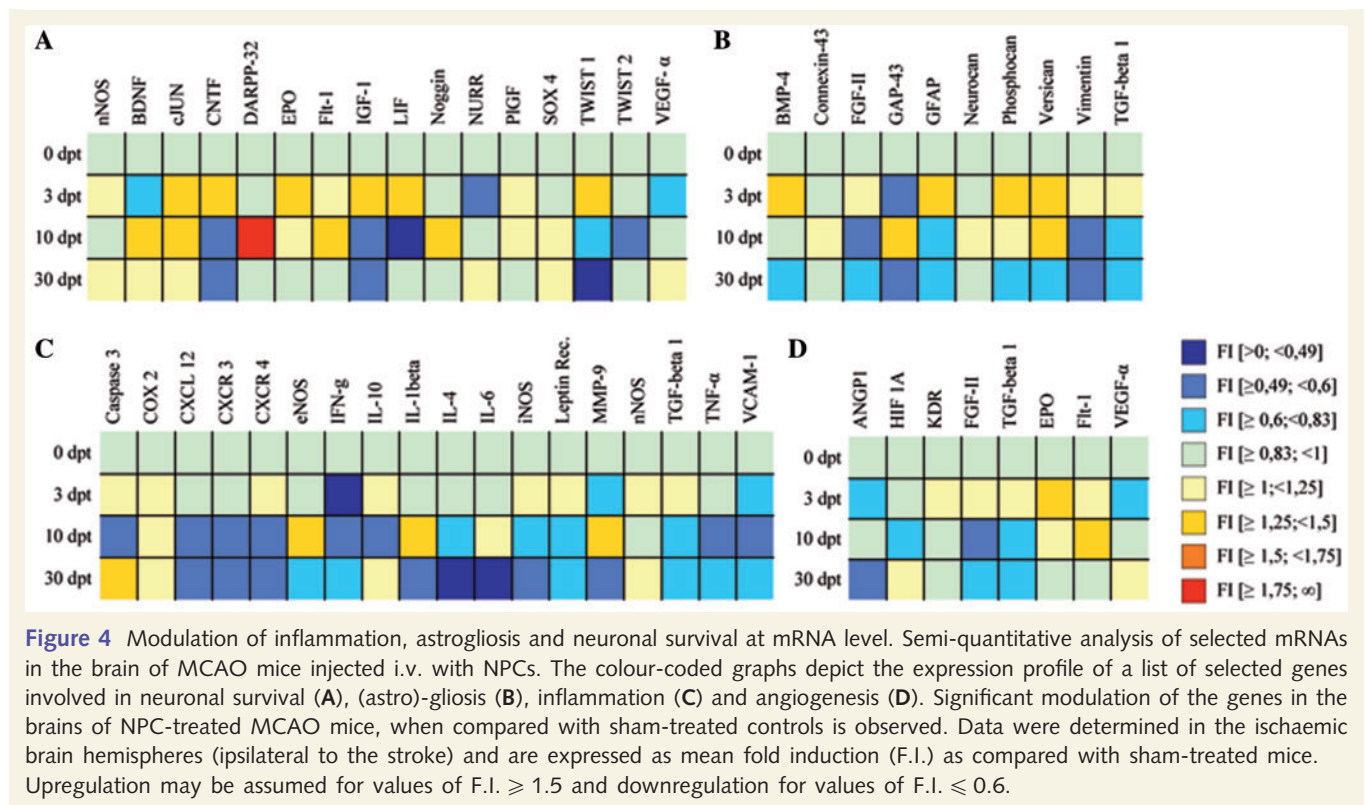 A
nNOS
BDNF
cJUN
CNTF
DARPP-32
EPO
Flt-1
IGF-1
LIF
Noggin
NURR
PlGF
SOX 4
TWIST 1
TWIST 2
VEGF- α
0 dpt
3 dpt
10 dpt
30 dpt
B
BMP-4
Connexin-43
FGF-II
GAP-43
GFAP
Neurocan
Phosphocan
Versican
Vimentin
TGF-beta 1
0 dpt
3 dpt
10 dpt
30 dpt
C
Caspase 3
COX 2
CXCL 12
CXCR 3
CXCR 4
eNOS
IFN-g
IL-10
IL-1beta
IL-4
IL-6
iNOS
Leptin Rec.
MMP-9
nNOS
TGF-beta 1
TNF-α
VCAM-1
0 dpt
3 dpt
10 dpt
30 dpt
D
ANGP1
HIF 1A
KDR
FGF-II
TGF-beta 1
EPO
Flt-1
VEGF-α
0 dpt
3 dpt
10 dpt
30 dpt
FI [>0; <0,49]
FI [≥0,49; <0,6]
FI [≥ 0,6;<0,83]
FI [≥ 0,83; <1]
FI [≥ 1;<1,25]
FI [≥ 1,25;<1,5]
FI [≥ 1,5; <1,75]
FI [≥ 1,75; ∞]
Figure 4 Modulation of inflammation, astrogliosis and neuronal survival at mRNA level. Semi-quantitative analysis of selected mRNAs
in the brain of MCAO mice injected i.v. with NPCs. The colour-coded graphs depict the expression profile of a list of selected genes
involved in neuronal survival (A), (astro)-gliosis (B), inflammation (C) and angiogenesis (D). Significant modulation of the genes in the
brains of NPC-treated MCAO mice, when compared with sham-treated controls is observed. Data were determined in the ischaemic
brain hemispheres (ipsilateral to the stroke) and are expressed as mean fold induction (F.I.) as compared with sham-treated mice.
Upregulation may be assumed for values of F.I. ⩾ 1.5 and downregulation for values of F.I. ⩽ 0.6.